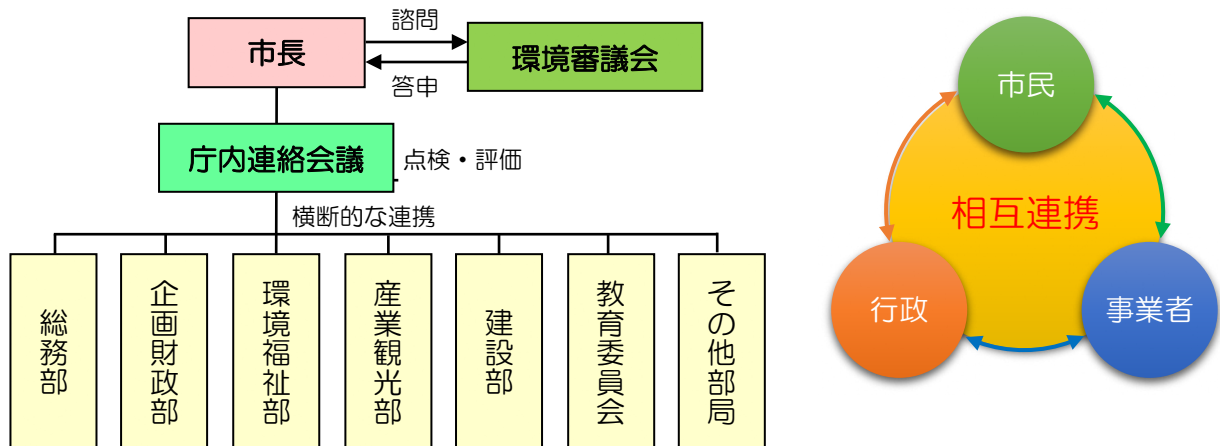 諮問
市長
環境審議会
答申
庁内連絡会議
点検・評価
横断的な連携
総務部
企画財政部
環境福祉部
産業観光部
建設部
教育委員会
その他部局
市民
相互連携
行政
事業者